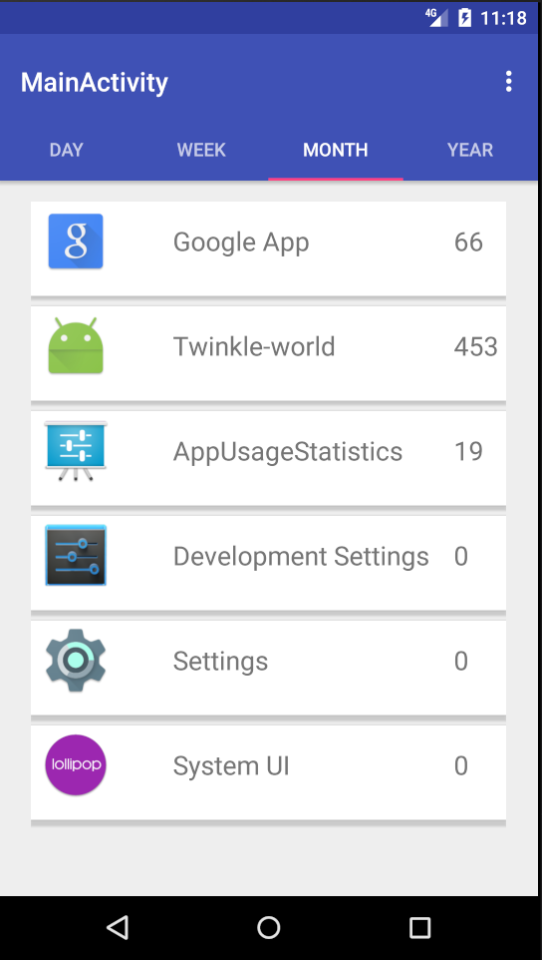 4G 11:18
MainActivity
DAY WEEK MONTH YEAR
g Google App 66
Twinkle-world 453
AppUsageStatistics 19
Development Settings 0
Settings 0
lollipop System UI 0